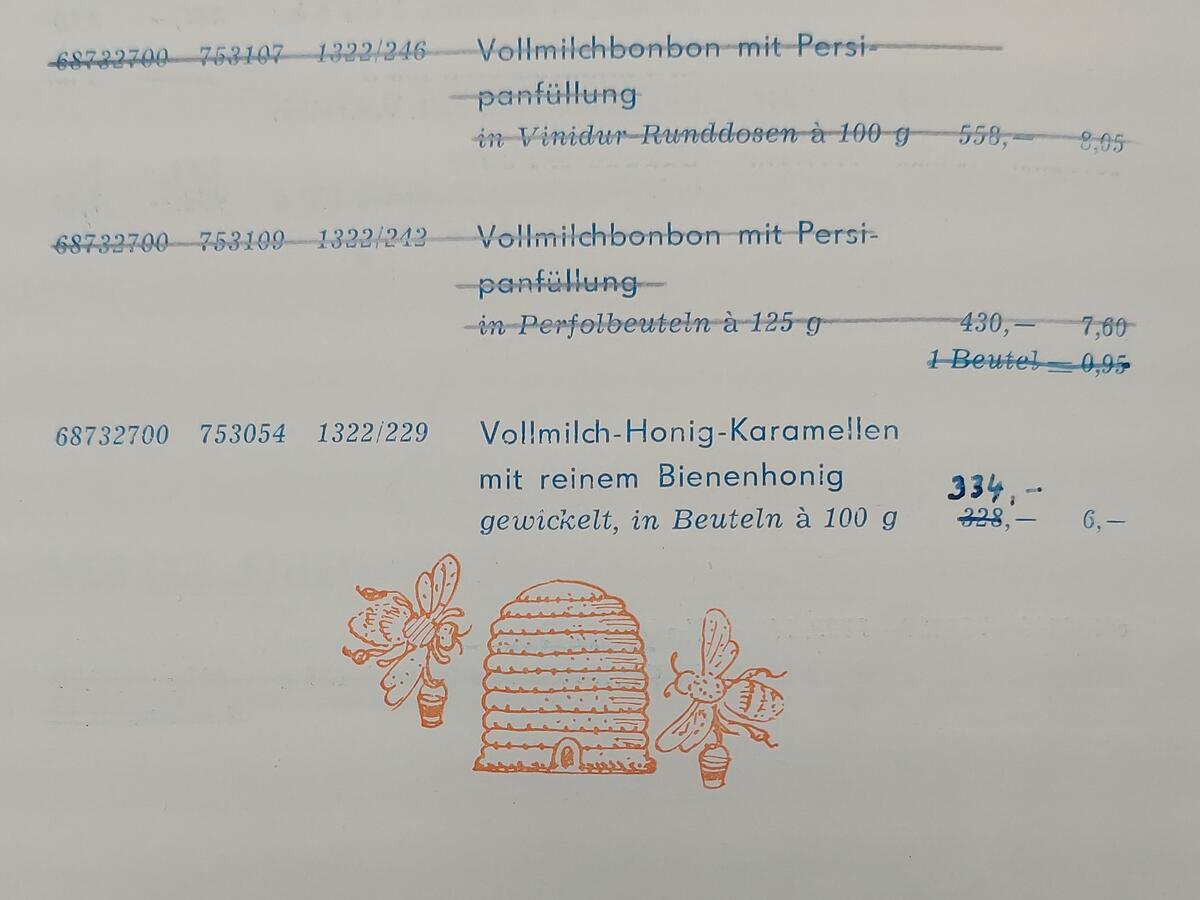 68732700 753107 1322/246 Vollmilchbonbon mit Persi-
panfüllung
in Vinidur-Runddosen à 100 g 558,— 8,05
68732700 753109 1322/242 Vollmilchbonbon mit Persi-
panfüllung
in Perfolbeuteln à 125 g 430,— 7,60
1 Beutel = 0,95
68732700 753054 1322/229 Vollmilch-Honig-Karamellen
mit reinem Bienenhonig
334,-
gewickelt, in Beuteln à 100 g 328,— 6,—